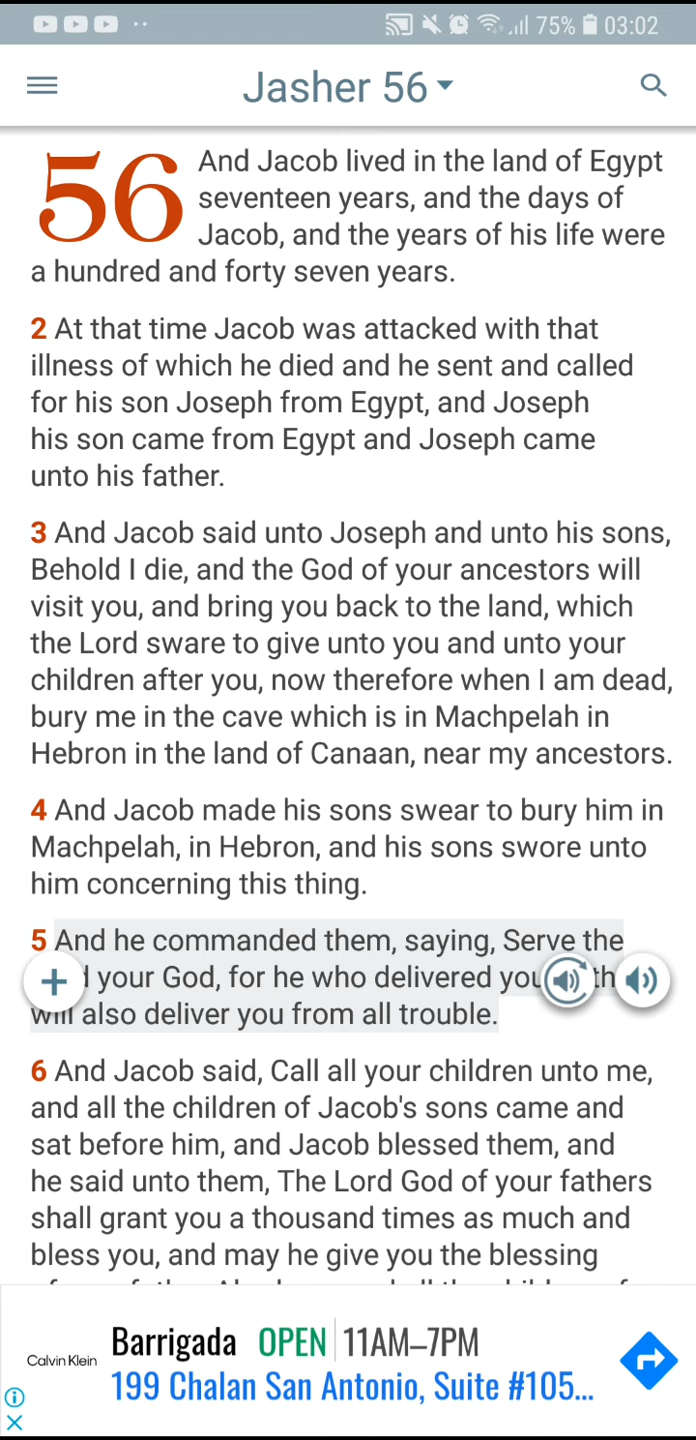 75% 03:02
Jasher 56
56 And Jacob lived in the land of Egypt
seventeen years, and the days of
Jacob, and the years of his life were
a hundred and forty seven years.
2 At that time Jacob was attacked with that
illness of which he died and he sent and called
for his son Joseph from Egypt, and Joseph
his son came from Egypt and Joseph came
unto his father.
3 And Jacob said unto Joseph and unto his sons,
Behold I die, and the God of your ancestors will
visit you, and bring you back to the land, which
the Lord sware to give unto you and unto your
children after you, now therefore when I am dead,
bury me in the cave which is in Machpelah in
Hebron in the land of Canaan, near my ancestors.
4 And Jacob made his sons swear to bury him in
Machpelah, in Hebron, and his sons swore unto
him concerning this thing.
5 And he commanded them, saying, Serve the
your God, for he who delivered
will also deliver you from all trouble.
6 And Jacob said, Call all your children unto me,
and all the children of Jacob's sons came and
sat before him, and Jacob blessed them, and
he said unto them, The Lord God of your fathers
shall grant you a thousand times as much and
bless you, and may he give you the blessing
Barrigada OPEN 11AM–7PM
Calvin Klein
199 Chalan San Antonio, Suite #105...